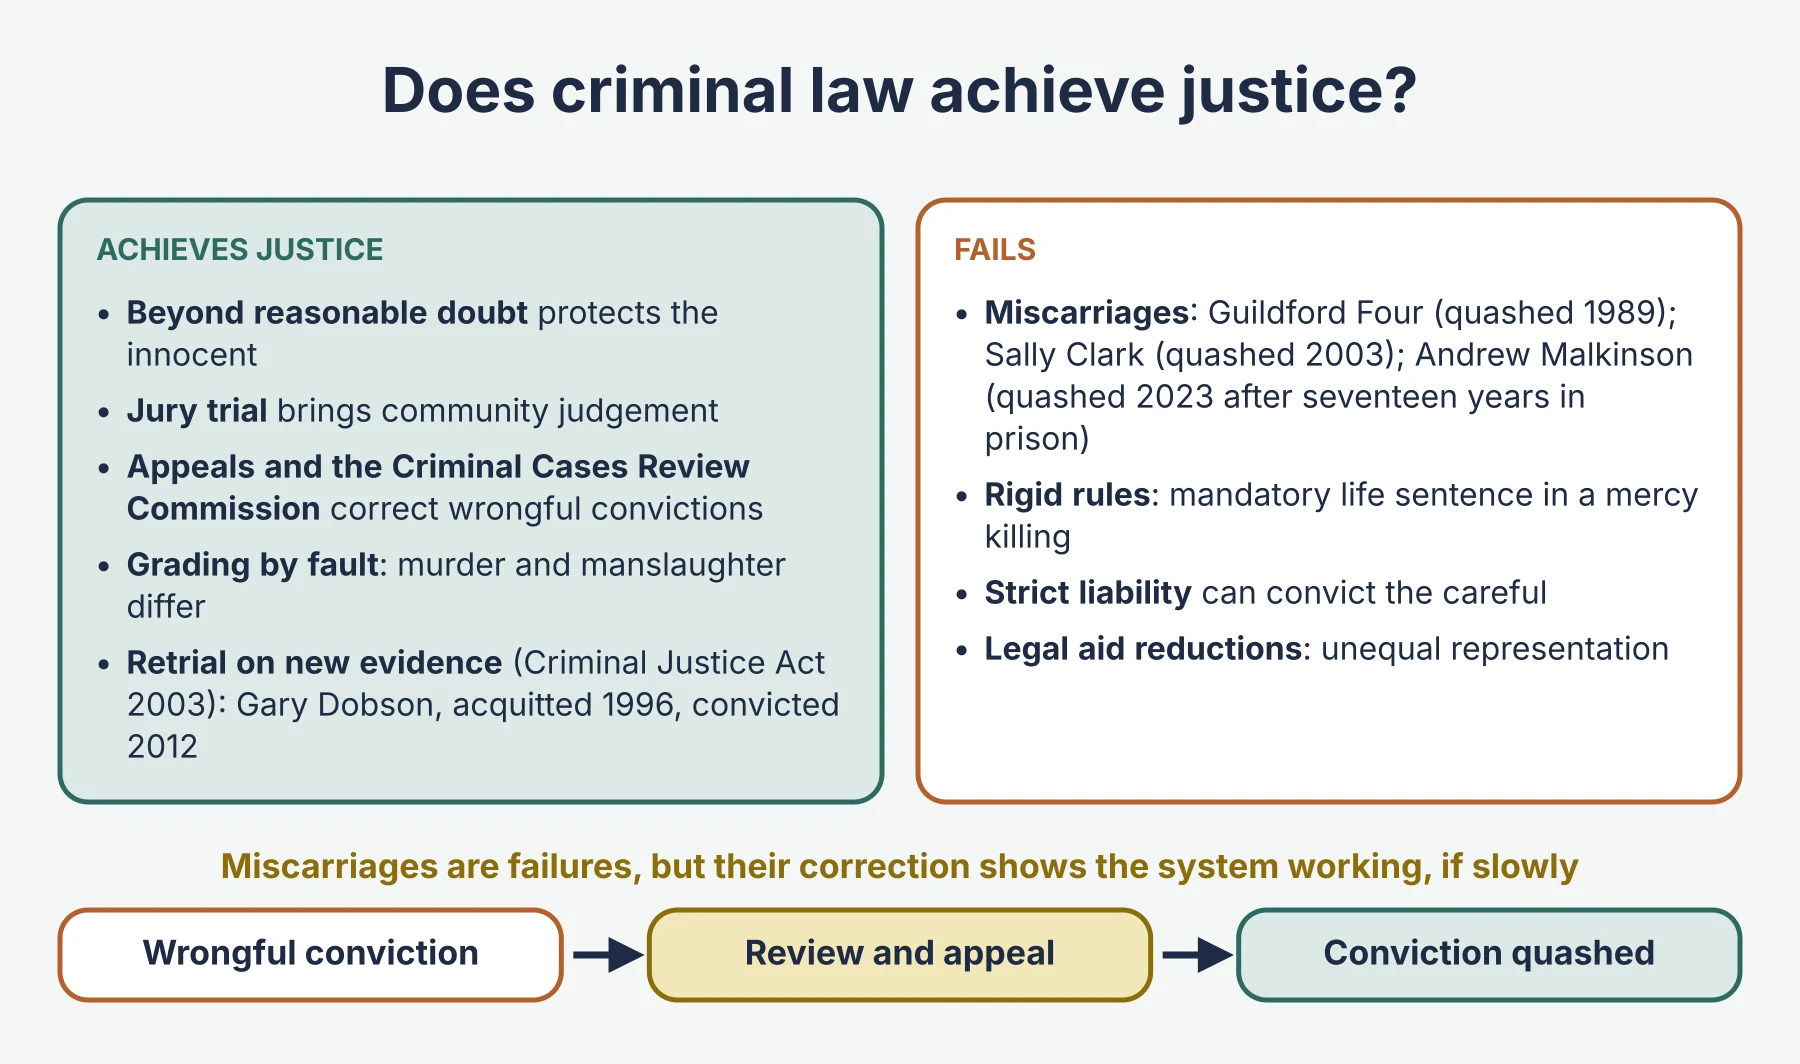 Does criminal law achieve justice?
ACHIEVES JUSTICE
• Beyond reasonable doubt protects the
innocent
• Jury trial brings community judgement
• Appeals and the Criminal Cases Review
Commission correct wrongful convictions
• Grading by fault: murder and manslaughter
differ
• Retrial on new evidence (Criminal Justice Act
2003): Gary Dobson, acquitted 1996, convicted
2012
FAILS
• Miscarriages: Guildford Four (quashed 1989);
Sally Clark (quashed 2003); Andrew Malkinson
(quashed 2023 after seventeen years in
prison)
• Rigid rules: mandatory life sentence in a mercy
killing
• Strict liability can convict the careful
• Legal aid reductions: unequal representation
Miscarriages are failures, but their correction shows the system working, if slowly
Wrongful conviction
Review and appeal
Conviction quashed